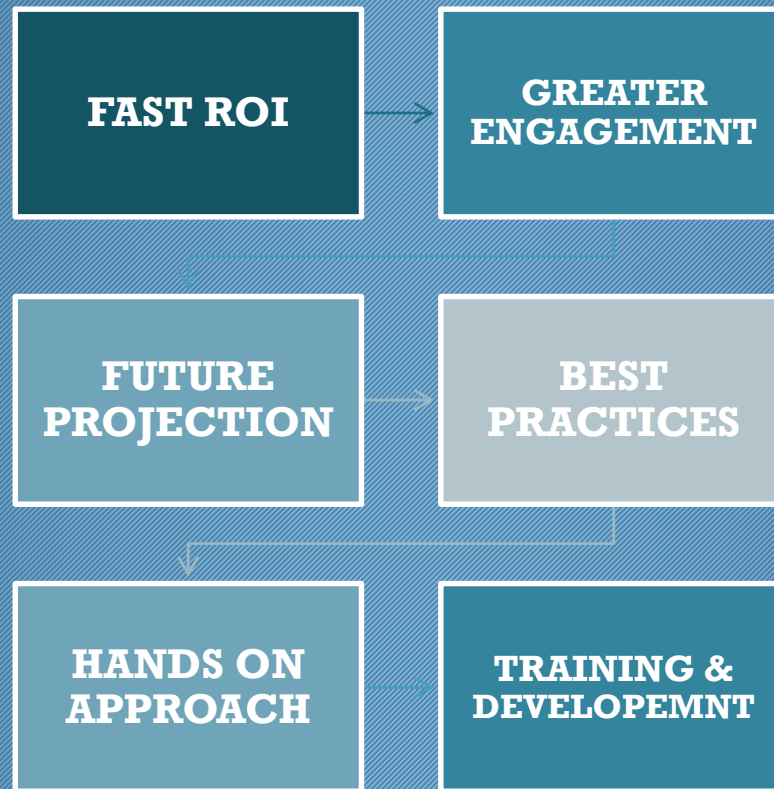 FAST ROI
GREATER
ENGAGEMENT
FUTURE
PROJECTION
BEST
PRACTICES
HANDS ON
APPROACH
TRAINING &
DEVELOPEMNT